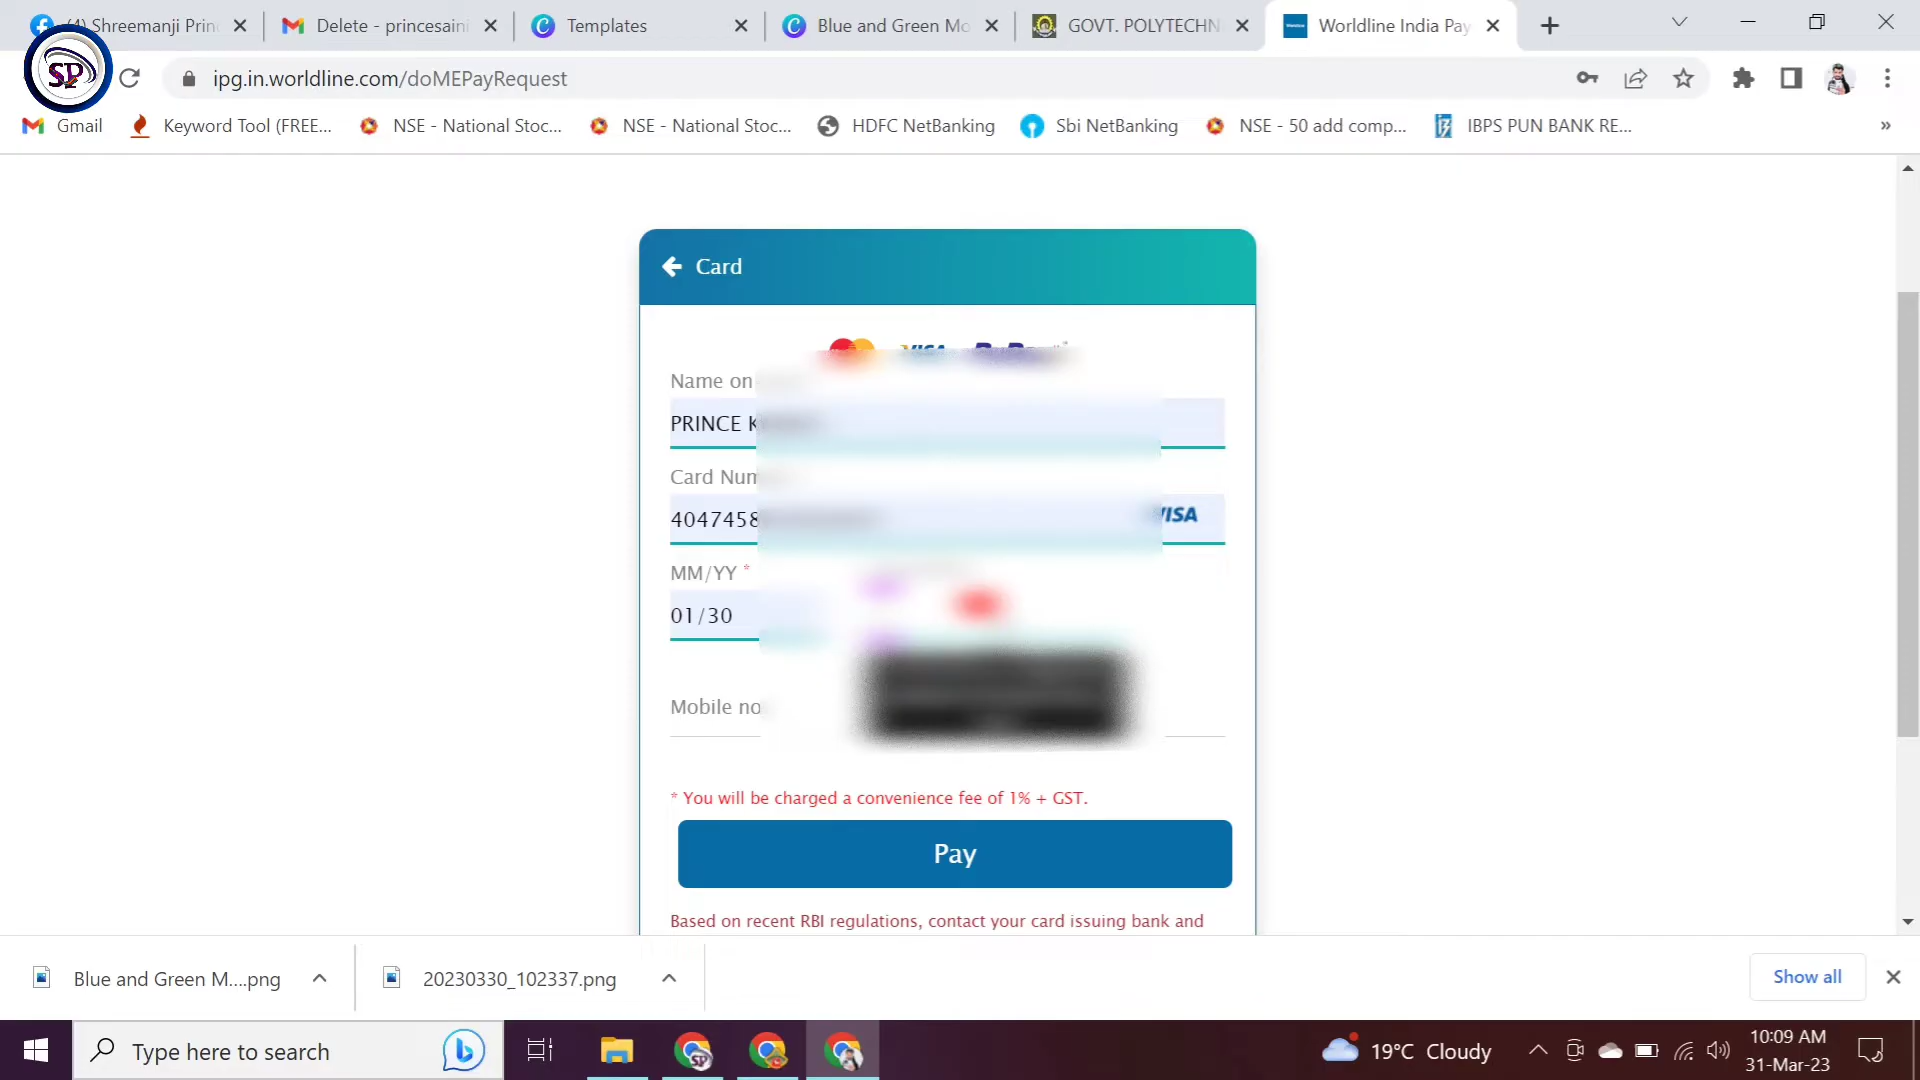 (4) Shreemanji Prin
Delete - princesaini
Templates
Blue and Green Mo
GOVT. POLYTECHN
Worldline India Pay
SP
ipg.in.worldline.com/doMEPayRequest
Gmail
Keyword Tool (FREE...
NSE - National Stoc...
NSE - National Stoc...
HDFC NetBanking
Sbi NetBanking
NSE - 50 add comp...
IBPS PUN BANK RE...
»
Card
VISA
Name on
PRINCE K
Card Num
4047458
VISA
MM/YY *
01/30
Mobile no
* You will be charged a convenience fee of 1% + GST.
Pay
Based on recent RBI regulations, contact your card issuing bank and
Blue and Green M....png
20230330_102337.png
Show all
Type here to search
19°C Cloudy
10:09 AM
31-Mar-23